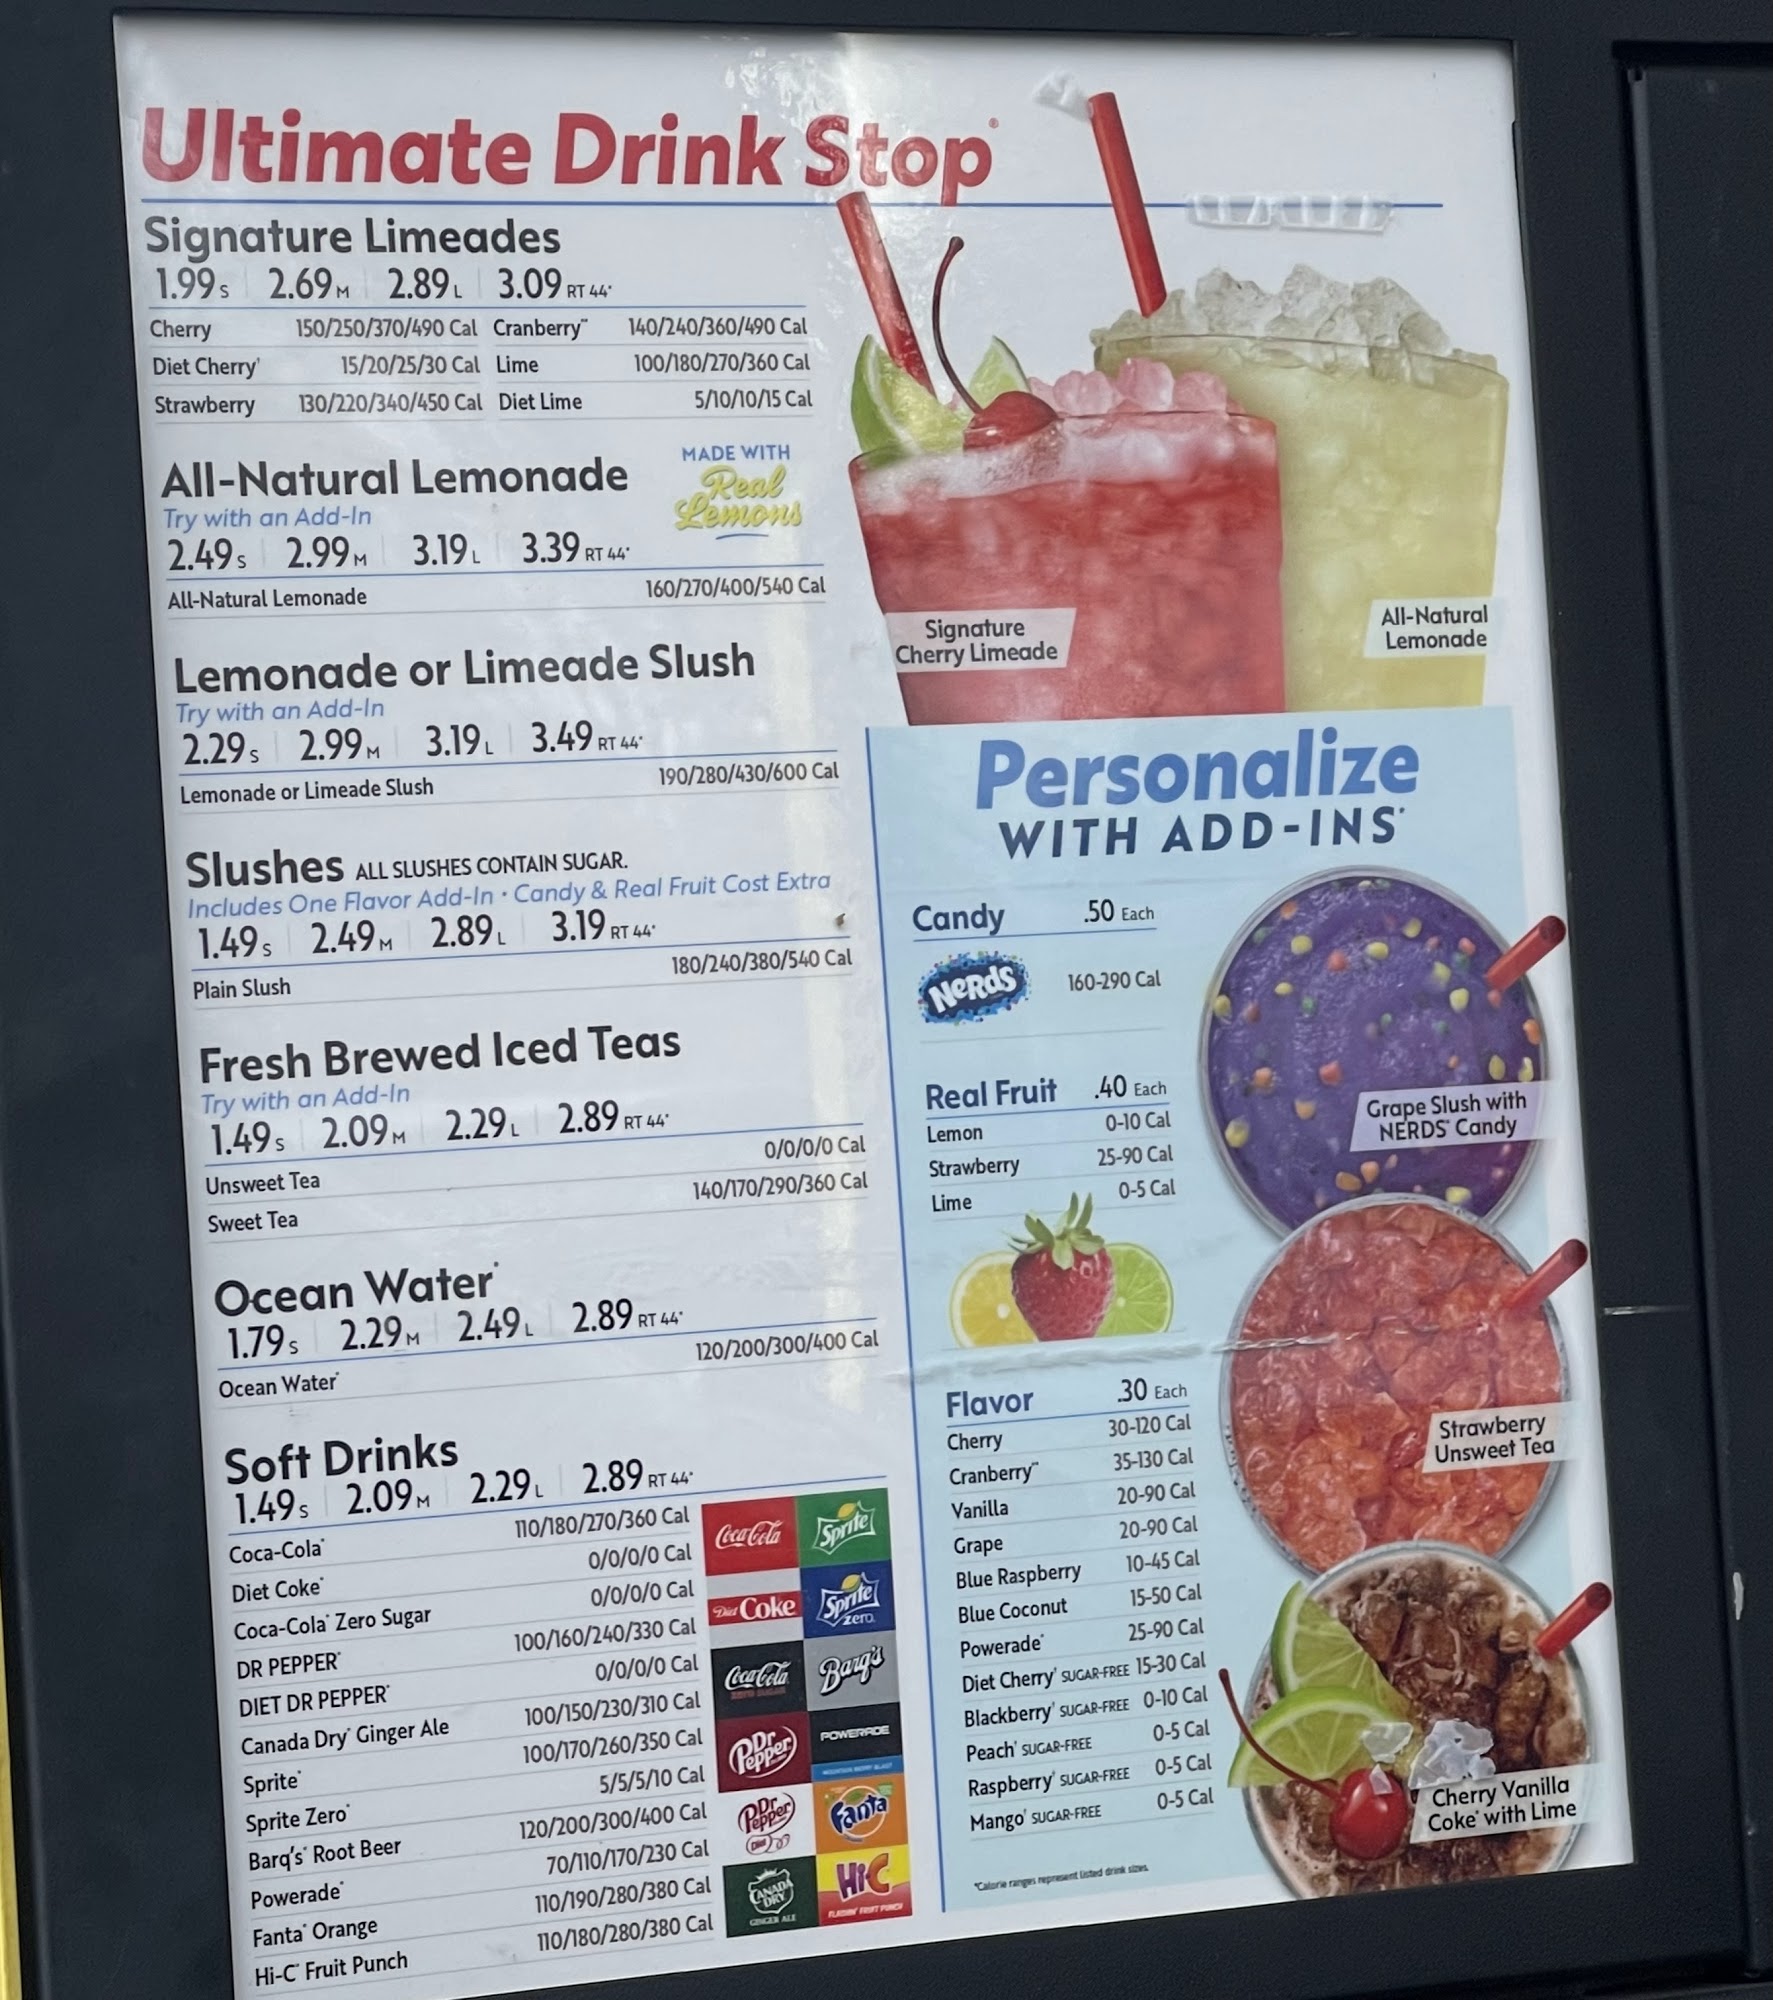 Ultimate Drink Stop®
Signature Limeades
1.99 S 2.69 M 2.89 L 3.09 RT 44®
Cherry 150/250/370/490 Cal Cranberry™ 140/240/360/490 Cal
Diet Cherry† 15/20/25/30 Cal Lime 100/180/270/360 Cal
Strawberry 130/220/340/450 Cal Diet Lime 5/10/10/15 Cal
All-Natural Lemonade
MADE WITH
Real
Lemons
Try with an Add-In
2.49 S 2.99 M 3.19 L 3.39 RT 44®
All-Natural Lemonade 160/270/400/540 Cal
Lemonade or Limeade Slush
Try with an Add-In
2.29 S 2.99 M 3.19 L 3.49 RT 44®
Lemonade or Limeade Slush 190/280/430/600 Cal
Slushes ALL SLUSHES CONTAIN SUGAR.
Includes One Flavor Add-In • Candy & Real Fruit Cost Extra
1.49 S 2.49 M 2.89 L 3.19 RT 44®
Plain Slush 180/240/380/540 Cal
Fresh Brewed Iced Teas
Try with an Add-In
1.49 S 2.09 M 2.29 L 2.89 RT 44®
Unsweet Tea 0/0/0/0 Cal
Sweet Tea 140/170/290/360 Cal
Ocean Water®
1.79 S 2.29 M 2.49 L 2.89 RT 44®
Ocean Water® 120/200/300/400 Cal
Soft Drinks
1.49 S 2.09 M 2.29 L 2.89 RT 44®
Coca-Cola® 110/180/270/360 Cal
Diet Coke® 0/0/0/0 Cal
Coca-Cola® Zero Sugar 0/0/0/0 Cal
DR PEPPER® 100/160/240/330 Cal
DIET DR PEPPER® 0/0/0/0 Cal
Canada Dry® Ginger Ale 100/150/230/310 Cal
Sprite® 100/170/260/350 Cal
Sprite Zero® 5/5/5/10 Cal
Barq's® Root Beer 120/200/300/400 Cal
Powerade® 70/110/170/230 Cal
Fanta® Orange 110/190/280/380 Cal
Hi-C® Fruit Punch 110/180/280/380 Cal
Coca-Cola Sprite
Diet Coke Sprite
zero
Coca-Cola Barq's
ZERO SUGAR
Dr Pepper POWERADE
MOUNTAIN BERRY BLAST
Dr Pepper Fanta
Diet
CANADA DRY Hi-C
GINGER ALE FLASHIN' FRUIT PUNCH
Signature
Cherry Limeade
All-Natural
Lemonade
Personalize
WITH ADD-INS*
Candy .50 Each
NERDS 160-290 Cal
Real Fruit .40 Each
Lemon 0-10 Cal
Strawberry 25-90 Cal
Lime 0-5 Cal
Flavor .30 Each
Cherry 30-120 Cal
Cranberry™ 35-130 Cal
Vanilla 20-90 Cal
Grape 20-90 Cal
Blue Raspberry 10-45 Cal
Blue Coconut 15-50 Cal
Powerade® 25-90 Cal
Diet Cherry† SUGAR-FREE 15-30 Cal
Blackberry† SUGAR-FREE 0-10 Cal
Peach† SUGAR-FREE 0-5 Cal
Raspberry† SUGAR-FREE 0-5 Cal
Mango† SUGAR-FREE 0-5 Cal
*Calorie ranges represent listed drink sizes.
Grape Slush with
NERDS® Candy
Strawberry
Unsweet Tea
Cherry Vanilla
Coke® with Lime